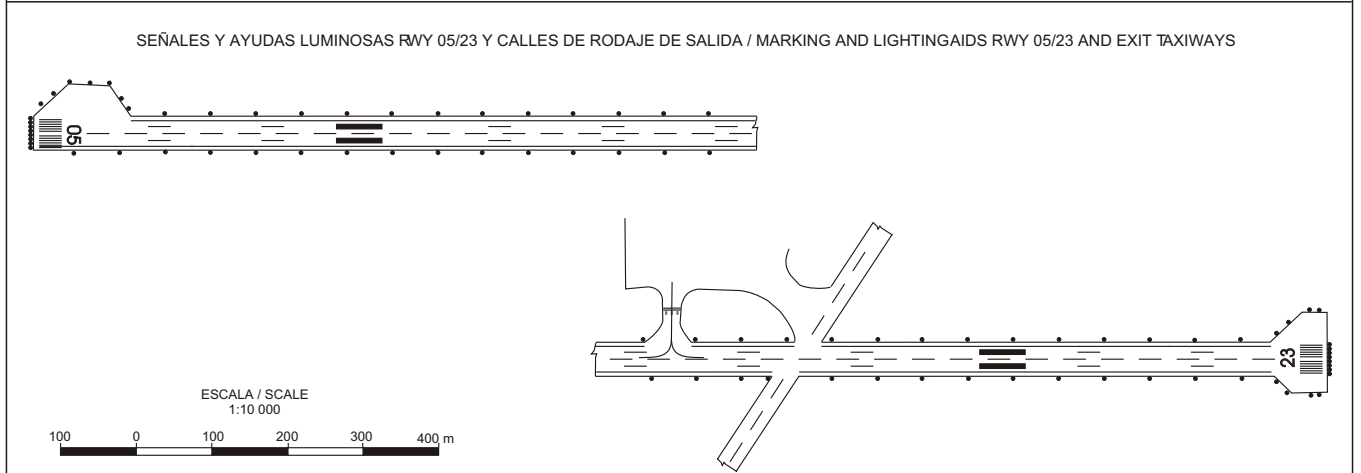 SEÑALES Y AYUDAS LUMINOSAS RWY 05/23 Y CALLES DE RODAJE DE SALIDA / MARKING AND LIGHTINGAIDS RWY 05/23 AND EXIT TAXIWAYS
05
23
ESCALA / SCALE
1:10 000
100 0 100 200 300 400 m